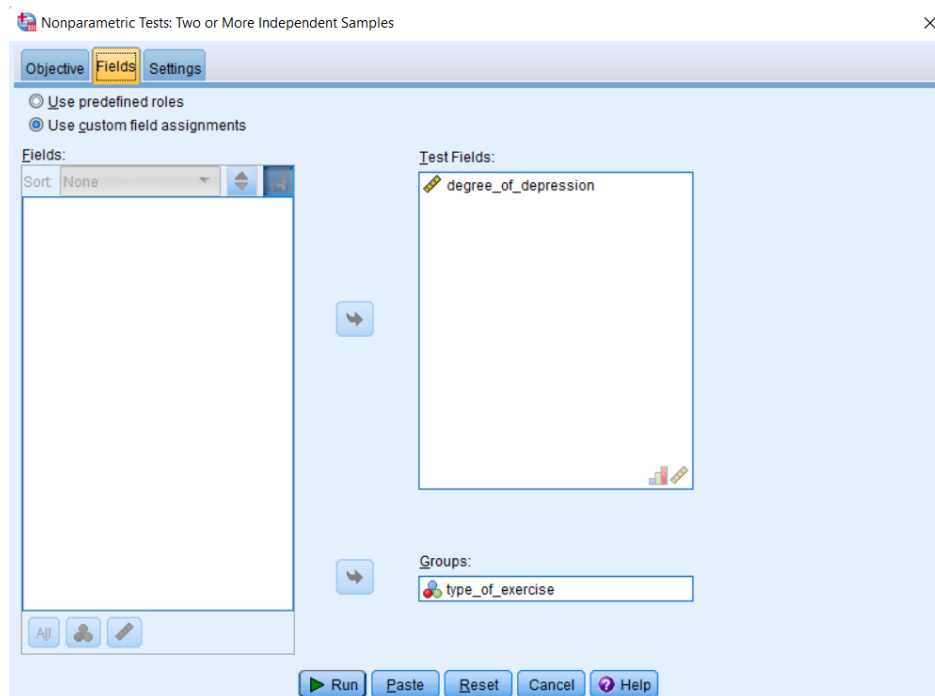 Nonparametric Tests: Two or More Independent Samples
Objective Fields Settings
Use predefined roles
Use custom field assignments
Fields:
Sort: None
Test Fields:
degree_of_depression
Groups:
type_of_exercise
All
Run Paste Reset Cancel Help